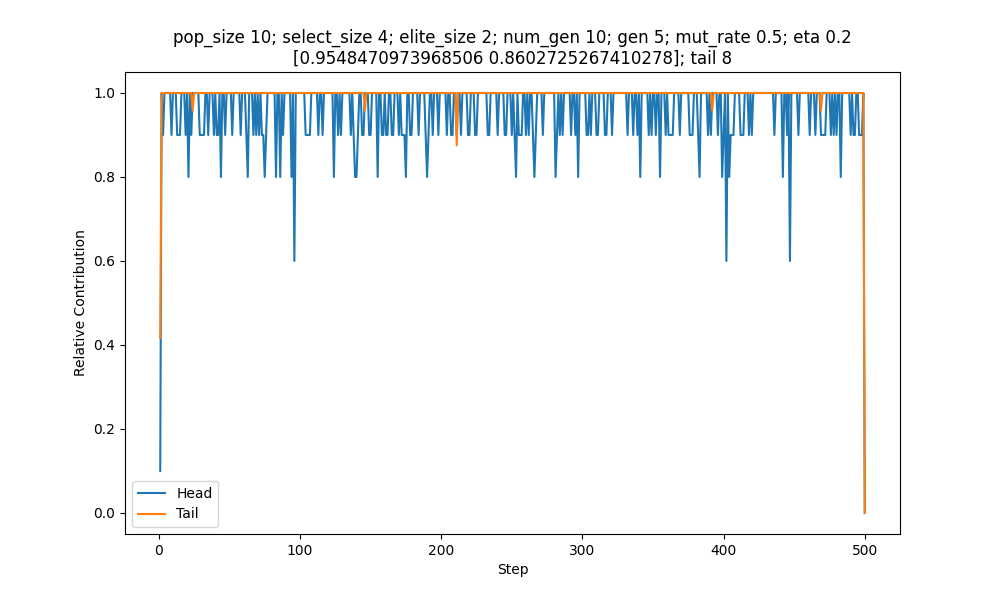 pop_size 10; select_size 4; elite_size 2; num_gen 10; gen 5; mut_rate 0.5; eta 0.2
[0.9548470973968506 0.8602725267410278]; tail 8
1.0
0.8
0.6
0.4
0.2
0.0
Relative Contribution
Head
Tail
0
100
200
300
400
500
Step